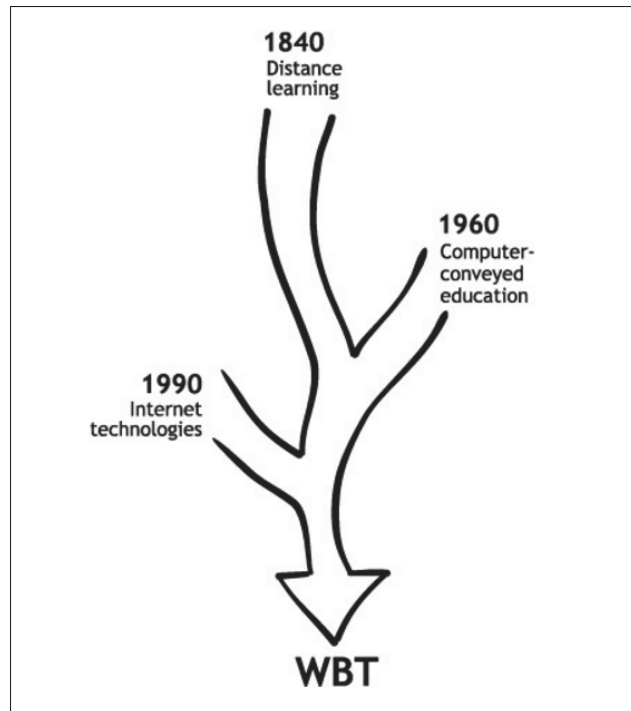 1840
Distance
learning
1960
Computer-
conveyed
education
1990
Internet
technologies
WBT